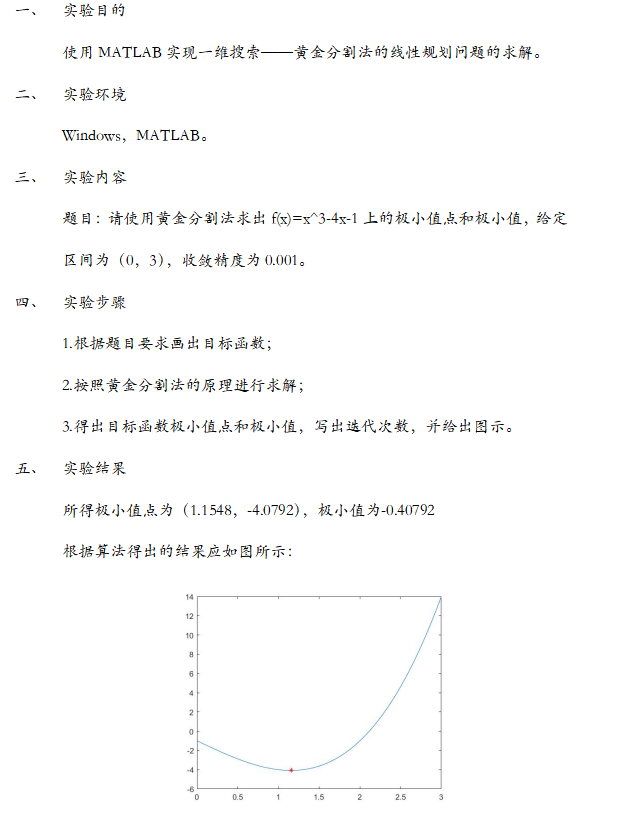 一、 实验目的
使用 MATLAB 实现一维搜索——黄金分割法的线性规划问题的求解。
二、 实验环境
Windows，MATLAB。
三、 实验内容
题目：请使用黄金分割法求出 f(x)=x^3-4x-1 上的极小值点和极小值，给定
区间为（0，3），收敛精度为 0.001。
四、 实验步骤
1.根据题目要求画出目标函数；
2.按照黄金分割法的原理进行求解；
3.得出目标函数极小值点和极小值，写出迭代次数，并给出图示。
五、 实验结果
所得极小值点为（1.1548，-4.0792），极小值为-0.40792
根据算法得出的结果应如图所示：
14
12
10
8
6
4
2
0
-2
-4
-6
0 0.5 1 1.5 2 2.5 3